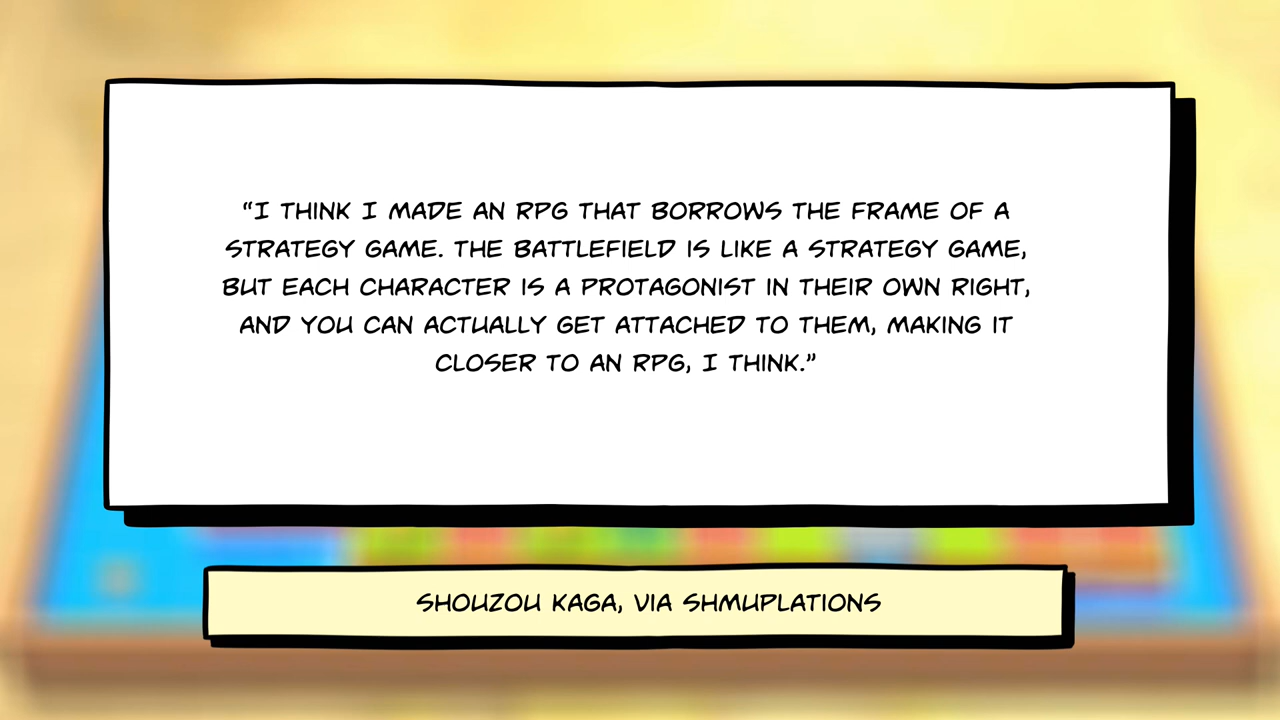 “I THINK I MADE AN RPG THAT BORROWS THE FRAME OF A
STRATEGY GAME. THE BATTLEFIELD IS LIKE A STRATEGY GAME,
BUT EACH CHARACTER IS A PROTAGONIST IN THEIR OWN RIGHT,
AND YOU CAN ACTUALLY GET ATTACHED TO THEM, MAKING IT
CLOSER TO AN RPG, I THINK.”
SHOUZOU KAGA, VIA SHMUPLATIONS